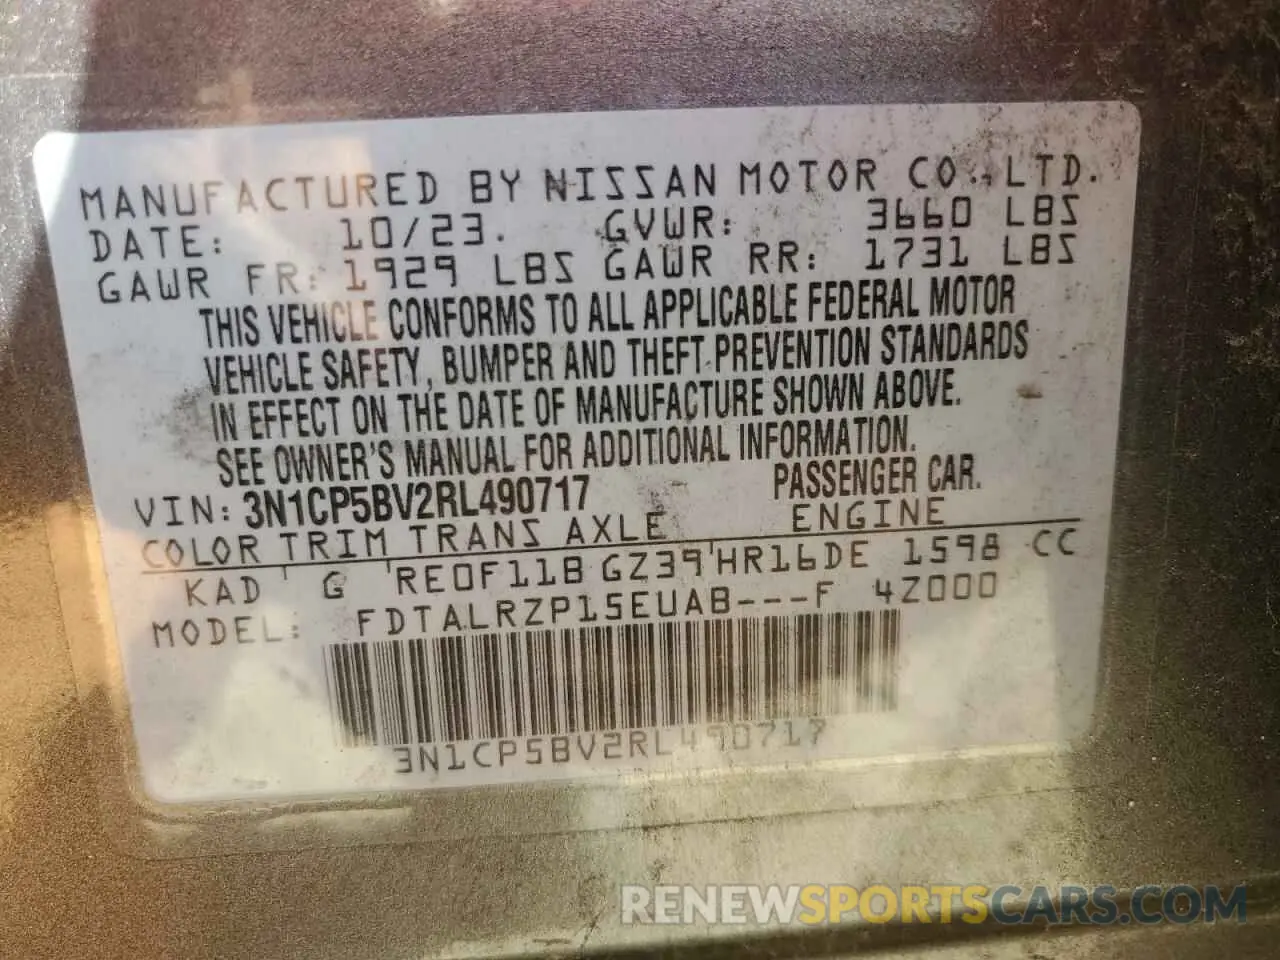 MANUFACTURED BY NISSAN MOTOR CO., LTD.
DATE: 10/23. GVWR: 3660 LBS
GAWR FR: 1929 LBS GAWR RR: 1731 LBS
THIS VEHICLE CONFORMS TO ALL APPLICABLE FEDERAL MOTOR
VEHICLE SAFETY, BUMPER AND THEFT PREVENTION STANDARDS
IN EFFECT ON THE DATE OF MANUFACTURE SHOWN ABOVE.
SEE OWNER'S MANUAL FOR ADDITIONAL INFORMATION.
VIN: 3N1CP5BV2RL490717 PASSENGER CAR.
COLOR TRIM TRANS AXLE ENGINE
KAD G RE0F11B GZ39 HR16DE 1598 CC
MODEL: FDTALRZP15EUAB---F 4Z000
3N1CP5BV2RL490717
RENEWSPORTSCARS.COM